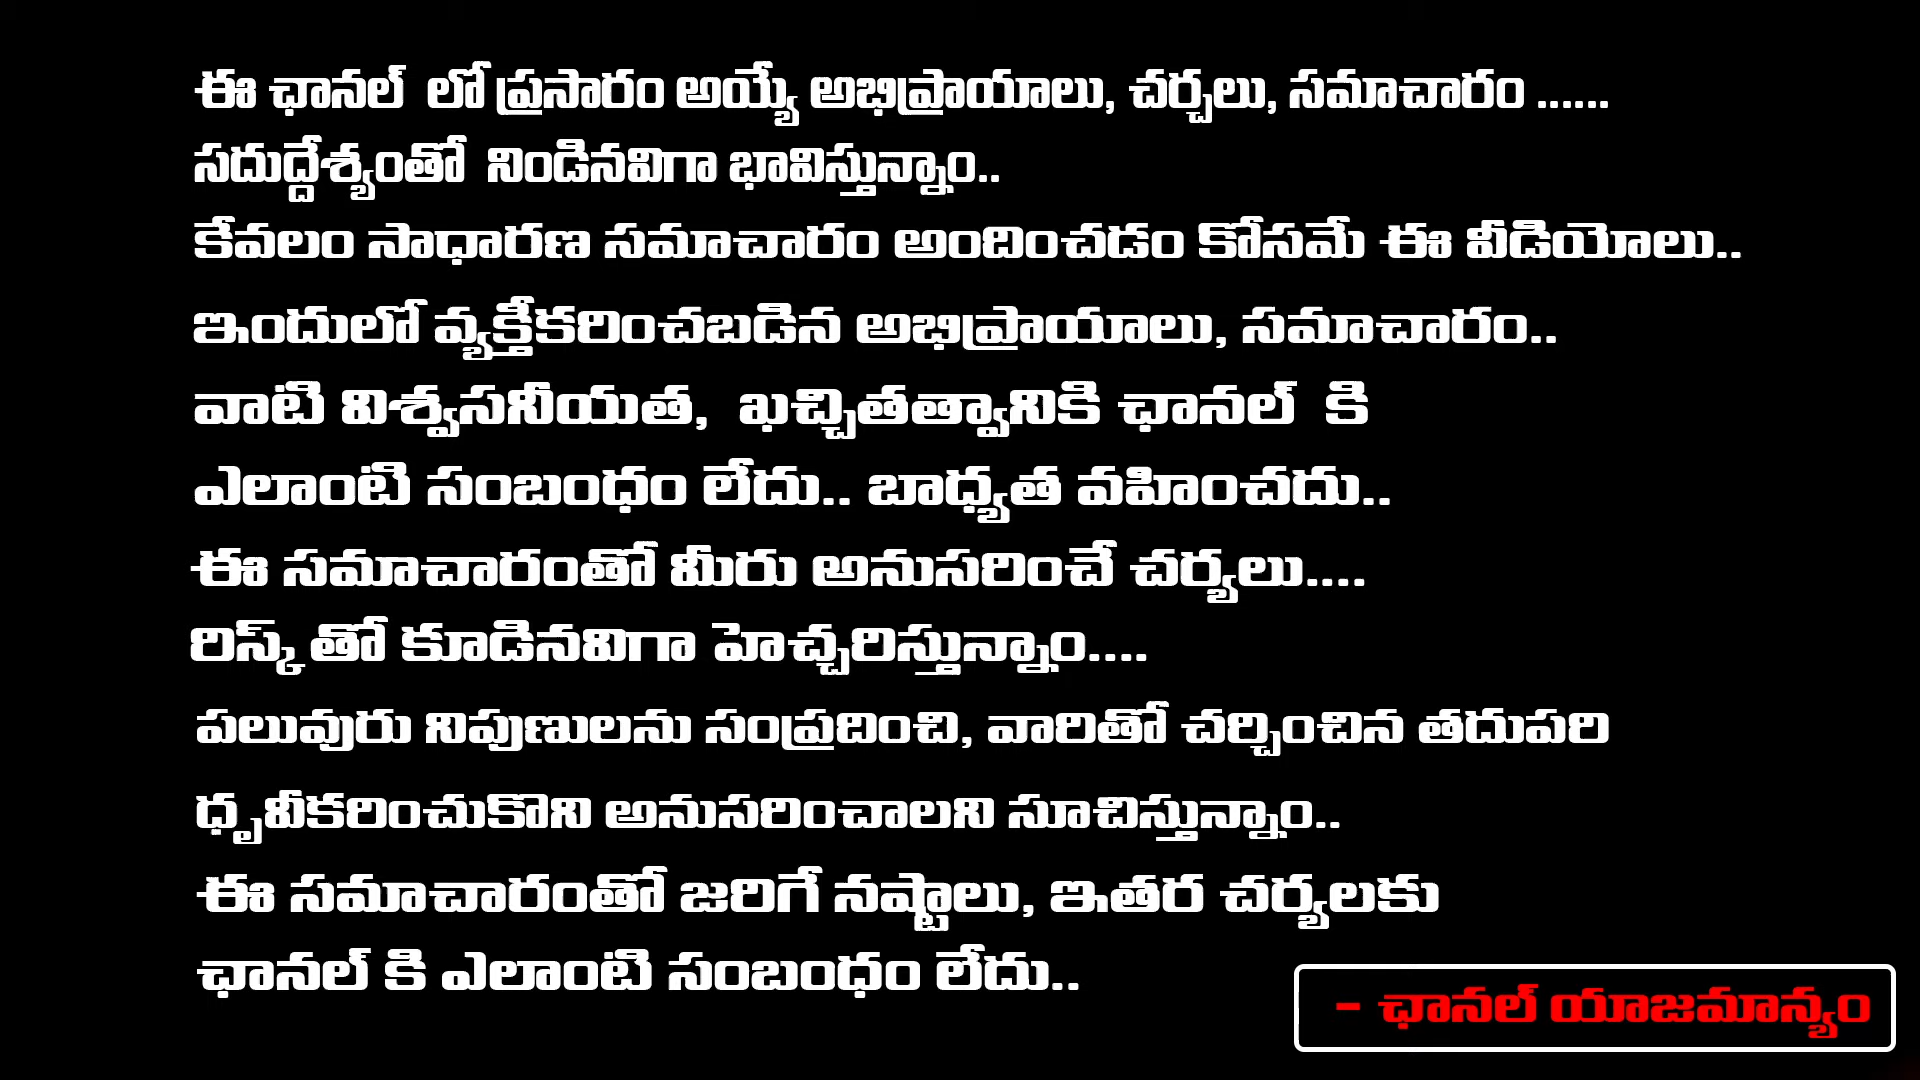 ఈ ఛానల్ లో ప్రసారం అయ్యే అభిప్రాయాలు, చర్చలు, సమాచారం ......
సదుద్దేశ్యంతో నిండినవిగా భావిస్తున్నాం..
కేవలం సాధారణ సమాచారం అందించడం కోసమే ఈ వీడియోలు..
ఇందులో వ్యక్తీకరించబడిన అభిప్రాయాలు, సమాచారం..
వాటి విశ్వసనీయత, ఖచ్చితత్వానికి ఛానల్ కి
ఎలాంటి సంబంధం లేదు.. బాధ్యత వహించదు..
ఈ సమాచారంతో మీరు అనుసరించే చర్యలు....
రిస్క్ తో కూడినవిగా హెచ్చరిస్తున్నాం....
పలువురు నిపుణులను సంప్రదించి, వారితో చర్చించిన తదుపరి
ధృవీకరించుకొని అనుసరించాలని సూచిస్తున్నాం..
ఈ సమాచారంతో జరిగే నష్టాలు, ఇతర చర్యలకు
ఛానల్ కి ఎలాంటి సంబంధం లేదు..
- ఛానల్ యాజమాన్యం